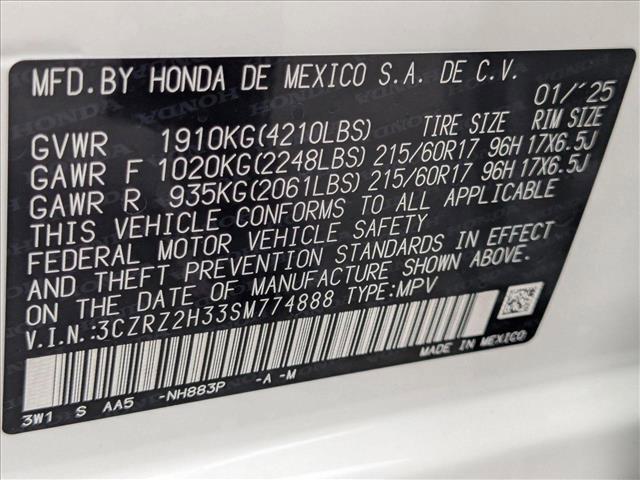 MFD.BY HONDA DE MEXICO S.A. DE C.V.
01/'25
TIRE SIZE RIM SIZE
GVWR 1910KG(4210LBS)
GAWR F 1020KG(2248LBS) 215/60R17 96H 17X6.5J
GAWR R 935KG(2061LBS) 215/60R17 96H 17X6.5J
THIS VEHICLE CONFORMS TO ALL APPLICABLE
FEDERAL MOTOR VEHICLE SAFETY
AND THEFT PREVENTION STANDARDS IN EFFECT
ON THE DATE OF MANUFACTURE SHOWN ABOVE.
V.I.N.:3CZRZ2H33SM774888 TYPE:MPV
MADE IN MEXICO
3W1 S AA5 -NH883P -A -M